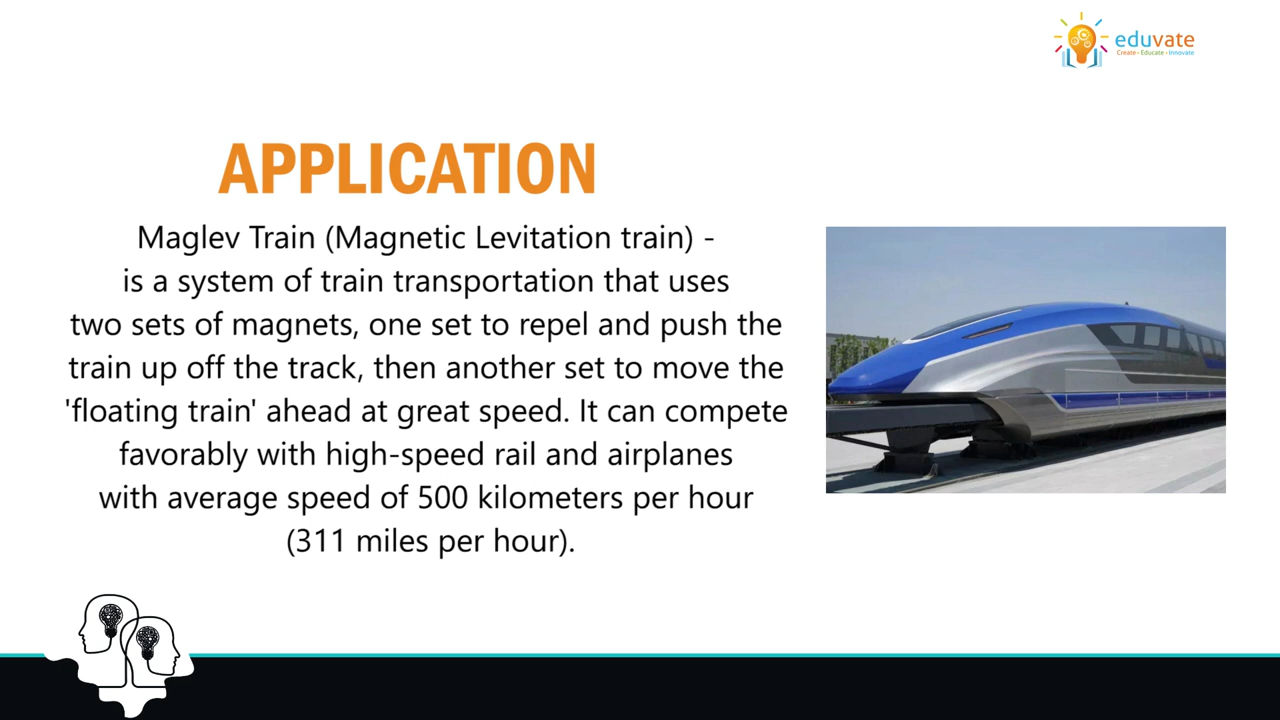 eduvate
Create • Educate • Innovate
APPLICATION
Maglev Train (Magnetic Levitation train) -
is a system of train transportation that uses
two sets of magnets, one set to repel and push the
train up off the track, then another set to move the
'floating train' ahead at great speed. It can compete
favorably with high-speed rail and airplanes
with average speed of 500 kilometers per hour
(311 miles per hour).